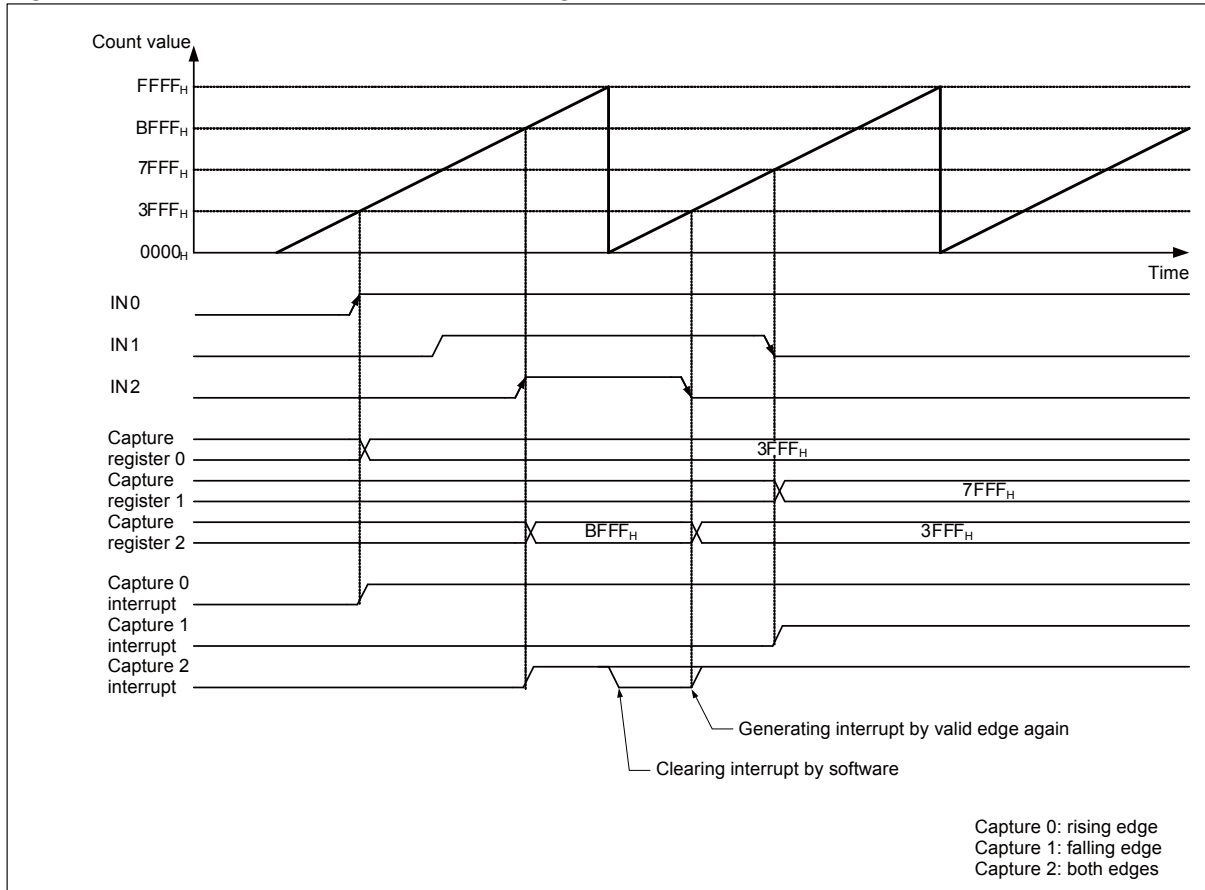 Count value
FFFFH
BFFFH
7FFFH
3FFFH
0000H
Time
IN0
IN1
IN2
Capture
register 0
3FFFH
Capture
register 1
7FFFH
Capture
register 2
BFFFH
3FFFH
Capture 0
interrupt
Capture 1
interrupt
Capture 2
interrupt
Generating interrupt by valid edge again
Clearing interrupt by software
Capture 0: rising edge
Capture 1: falling edge
Capture 2: both edges